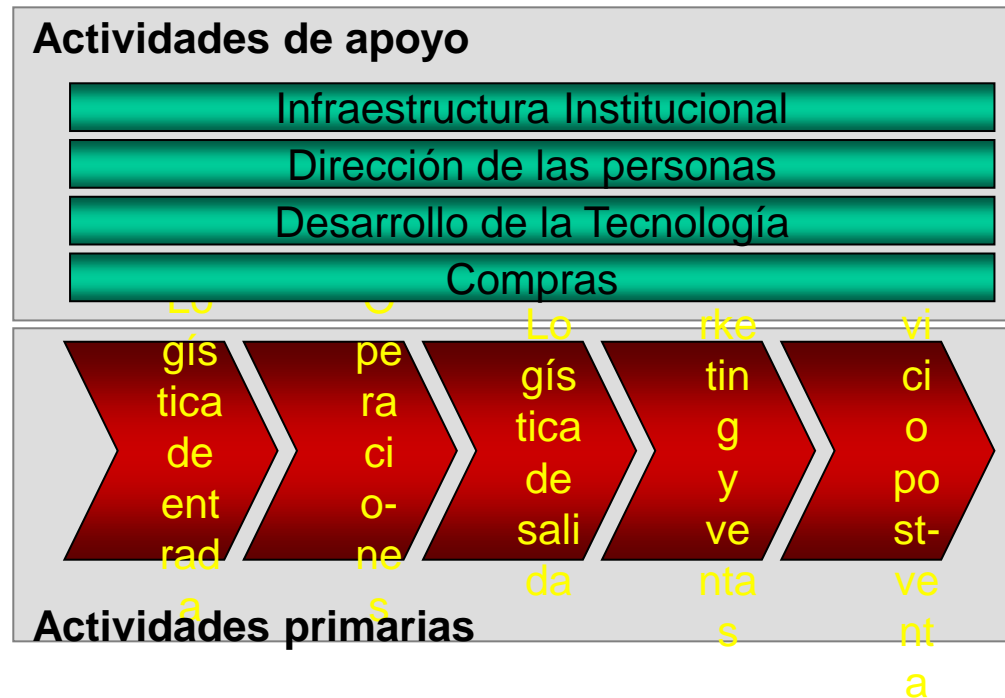 Actividades de apoyo
Infraestructura Institucional
Dirección de las personas
Desarrollo de la Tecnología
Compras
Lo
gís
tica
de
ent
rad
a
O
pe
ra
ci
o-
ne
s
Lo
gís
tica
de
sali
da
rke
tin
g
y
ve
nta
s
vi
ci
o
po
st-
ve
nt
a
Actividades primarias